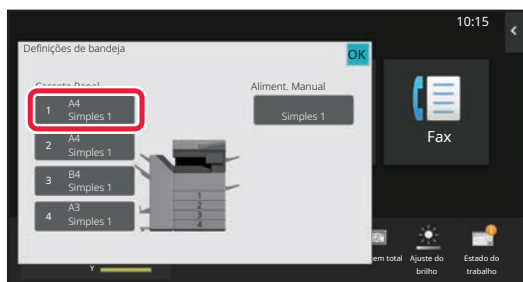 10:15
Definições de bandeja
OK
Cassete Papel
Aliment. Manual
1 A4
Simples 1
Simples 1
2 A4
Simples 1
3 B4
Simples 1
4 A3
Simples 1
1
2
3
4
Fax
em total
Ajuste do
brilho
Estado do
trabalho
Y